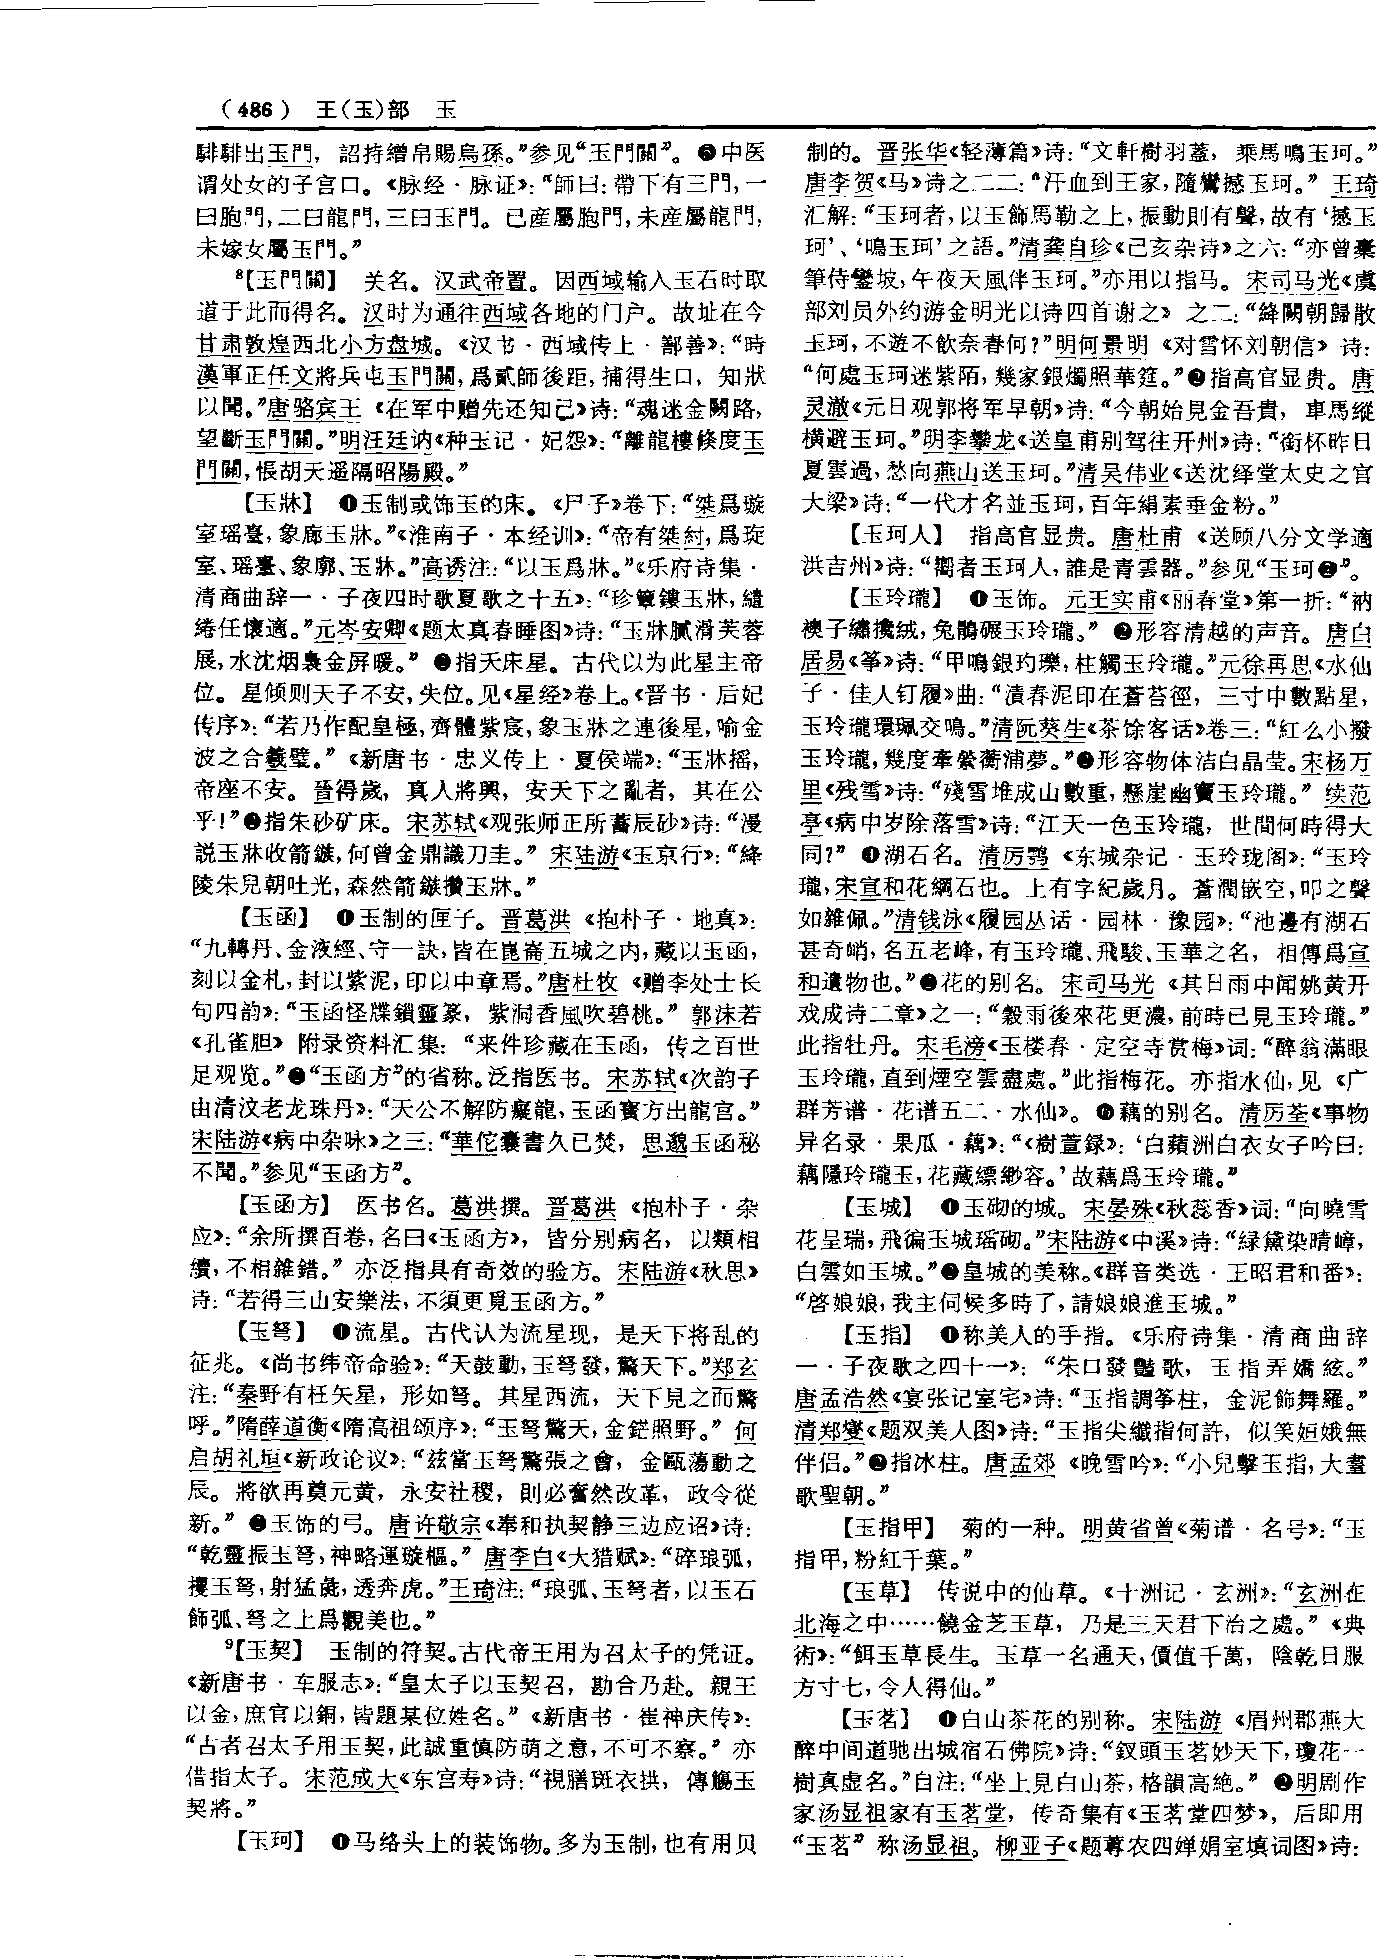 （486） 王(玉)部 玉
騑騑出玉門，詔持繒帛賜烏孫。”参见“玉門關”。❺中医
谓处女的子宫口。《脉经·脉证》：“師曰：帶下有三門，一
曰胞門，二曰龍門，三曰玉門。已産屬胞門，未産屬龍門，
未嫁女屬玉門。”
⁸【玉門關】 关名。汉武帝置。因西域输入玉石时取
道于此而得名。汉时为通往西域各地的门户。故址在今
甘肃敦煌西北小方盘城。《汉书·西域传上·鄯善》：“時
漢軍正任文將兵屯玉門關，爲貳師後距，捕得生口，知狀
以聞。”唐骆宾王《在军中赠先还知己》诗：“魂迷金闕路，
望斷玉門關。”明汪廷讷《种玉记·妃怨》：“離龍樓倏度玉
門關，悵胡天遥隔昭陽殿。”
【玉牀】 ❶玉制或饰玉的床。《尸子》卷下：“桀爲璇
室瑶臺，象廊玉牀。”《淮南子·本经训》：“帝有桀紂，爲琁
室、瑶臺、象廓、玉牀。”高诱注：“以玉爲牀。”《乐府诗集·
清商曲辞一·子夜四时歌夏歌之十五》：“珍簟鏤玉牀，繾
綣任懷適。”元岑安卿《题太真春睡图》诗：“玉牀膩滑芙蓉
展，水沈烟裊金屏暖。”❷指天床星。古代以为此星主帝
位。星倾则天子不安，失位。见《星经》卷上。《晋书·后妃
传序》：“若乃作配皇極，齊體紫宸，象玉牀之連後星，喻金
波之合羲璧。”《新唐书·忠义传上·夏侯端》：“玉牀摇，
帝座不安。晉得歲，真人將興，安天下之亂者，其在公
乎！”❸指朱砂矿床。宋苏轼《观张师正所蓄辰砂》诗：“漫
説玉牀收箭鏃，何曾金鼎識刀圭。”宋陆游《玉京行》：“絳
陵朱兒朝吐光，森然箭鏃攢玉牀。”
【玉函】 ❶玉制的匣子。晋葛洪《抱朴子·地真》：
“九轉丹、金液經、守一訣，皆在崑崙五城之内，藏以玉函，
刻以金札，封以紫泥，印以中章焉。”唐杜牧《赠李处士长
句四韵》：“玉函怪牒鎖靈篆，紫洞香風吹碧桃。”郭沫若
《孔雀胆》附录资料汇集：“来件珍藏在玉函，传之百世
足观览。”❷“玉函方”的省称。泛指医书。宋苏轼《次韵子
由清汶老龙珠丹》：“天公不解防癡龍，玉函寶方出龍宫。”
宋陆游《病中杂咏》之三：“華佗囊書久已焚，思邈玉函秘
不聞。”参见“玉函方”。
【玉函方】 医书名。葛洪撰。晋葛洪《抱朴子·杂
应》：“余所撰百卷，名曰《玉函方》，皆分别病名，以類相
續，不相雜錯。”亦泛指具有奇效的验方。宋陆游《秋思》
诗：“若得三山安樂法，不須更覓玉函方。”
【玉弩】 ❶流星。古代认为流星现，是天下将乱的
征兆。《尚书纬帝命验》：“天鼓動，玉弩發，驚天下。”郑玄
注：“秦野有枉矢星，形如弩。其星西流，天下見之而驚
呼。”隋薛道衡《隋高祖颂序》：“玉弩驚天，金鋩照野。”何
启胡礼垣《新政论议》：“兹當玉弩驚張之會，金甌蕩動之
辰。將欲再奠元黄，永安社稷，則必奮然改革，政令從
新。”❷玉饰的弓。唐许敬宗《奉和执契静三边应诏》诗：
“乾靈振玉弩，神略運璇樞。”唐李白《大猎赋》：“碎琅弧，
攫玉弩，射猛彘，透奔虎。”王琦注：“琅弧、玉弩者，以玉石
飾弧、弩之上爲觀美也。”
⁹【玉契】 玉制的符契。古代帝王用为召太子的凭证。
《新唐书·车服志》：“皇太子以玉契召，勘合乃赴。親王
以金，庶官以銅，皆題某位姓名。”《新唐书·崔神庆传》：
“古者召太子用玉契，此誠重慎防萌之意，不可不察。”亦
借指太子。宋范成大《东宫寿》诗：“視膳斑衣拱，傳觴玉
契將。”
【玉珂】 ❶马络头上的装饰物。多为玉制，也有用贝
制的。晋张华《轻薄篇》诗：“文軒樹羽蓋，乘馬鳴玉珂。”
唐李贺《马》诗之二二：“汗血到王家，隨鸞撼玉珂。”王琦
汇解：“玉珂者，以玉飾馬勒之上，振動則有聲，故有‘撼玉
珂’、‘鳴玉珂’之語。”清龚自珍《己亥杂诗》之六：“亦曾橐
筆侍鑾坡，午夜天風伴玉珂。”亦用以指马。宋司马光《虞
部刘员外约游金明光以诗四首谢之》之二：“絳闕朝歸散
玉珂，不遊不飲奈春何？”明何景明《对雪怀刘朝信》诗：
“何處玉珂迷紫陌，幾家銀燭照華筵。”❷指高官显贵。唐
灵澈《元日观郭将军早朝》诗：“今朝始見金吾貴，車馬縱
横避玉珂。”明李攀龙《送皇甫别驾往开州》诗：“銜杯昨日
夏雲過，愁向燕山送玉珂。”清吴伟业《送沈绎堂太史之官
大梁》诗：“一代才名並玉珂，百年絹素垂金粉。”
【玉珂人】 指高官显贵。唐杜甫《送顾八分文学適
洪吉州》诗：“嚮者玉珂人，誰是青雲器。”参见“玉珂❷”。
【玉玲瓏】 ❶玉饰。元王实甫《丽春堂》第一折：“衲
襖子繡攙絨，兔鶻碾玉玲瓏。”❷形容清越的声音。唐白
居易《筝》诗：“甲鳴銀玓瓅，柱觸玉玲瓏。”元徐再思《水仙
子·佳人钉履》曲：“漬春泥印在蒼苔徑，三寸中數點星，
玉玲瓏環珮交鳴。”清阮葵生《茶馀客话》卷三：“紅么小撥
玉玲瓏，幾度牽縈蘅浦夢。”❸形容物体洁白晶莹。宋杨万
里《残雪》诗：“殘雪堆成山數重，懸崖幽竇玉玲瓏。”续范
亭《病中岁除落雪》诗：“江天一色玉玲瓏，世間何時得大
同？”❹湖石名。清厉鹗《东城杂记·玉玲珑阁》：“玉玲
瓏，宋宣和花綱石也。上有字紀歲月。蒼潤嵌空，叩之聲
如雜佩。”清钱泳《履园丛话·园林·豫园》：“池邊有湖石
甚奇峭，名五老峰，有玉玲瓏、飛駿、玉華之名，相傳爲宣
和遺物也。”❺花的别名。宋司马光《其日雨中闻姚黄开
戏成诗二章》之一：“穀雨後來花更濃，前時已見玉玲瓏。”
此指牡丹。宋毛滂《玉楼春·定空寺赏梅》词：“醉翁滿眼
玉玲瓏，直到煙空雲盡處。”此指梅花。亦指水仙，见《广
群芳谱·花谱五二·水仙》。❻藕的别名。清厉荃《事物
异名录·果瓜·藕》：“《樹萱録》：‘白蘋洲白衣女子吟曰：
藕隱玲瓏玉，花藏縹緲容。’故藕爲玉玲瓏。”
【玉城】 ❶玉砌的城。宋晏殊《秋蕊香》词：“向曉雪
花呈瑞，飛徧玉城瑶砌。”宋陆游《中溪》诗：“緑黛染晴嶂，
白雲如玉城。”❷皇城的美称。《群音类选·王昭君和番》：
“啓娘娘，我主伺候多時了，請娘娘進玉城。”
【玉指】 ❶称美人的手指。《乐府诗集·清商曲辞
一·子夜歌之四十一》：“朱口發豔歌，玉指弄嬌絃。”
唐孟浩然《宴张记室宅》诗：“玉指調筝柱，金泥飾舞羅。”
清郑燮《题双美人图》诗：“玉指尖纖指何許，似笑姮娥無
伴侣。”❷指冰柱。唐孟郊《晚雪吟》：“小兒擊玉指，大耋
歌聖朝。”
【玉指甲】 菊的一种。明黄省曾《菊谱·名号》：“玉
指甲，粉紅千葉。”
【玉草】 传说中的仙草。《十洲记·玄洲》：“玄洲在
北海之中……饒金芝玉草，乃是三天君下治之處。”《典
術》：“餌玉草長生。玉草一名通天，價值千萬，陰乾日服
方寸七，令人得仙。”
【玉茗】 ❶白山茶花的别称。宋陆游《眉州郡燕大
醉中间道驰出城宿石佛院》诗：“釵頭玉茗妙天下，瓊花一
樹真虚名。”自注：“坐上見白山茶，格韻高絶。”❷明剧作
家汤显祖家有玉茗堂，传奇集有《玉茗堂四梦》，后即用
“玉茗”称汤显祖。柳亚子《题蓴农四婵娟室填词图》诗：